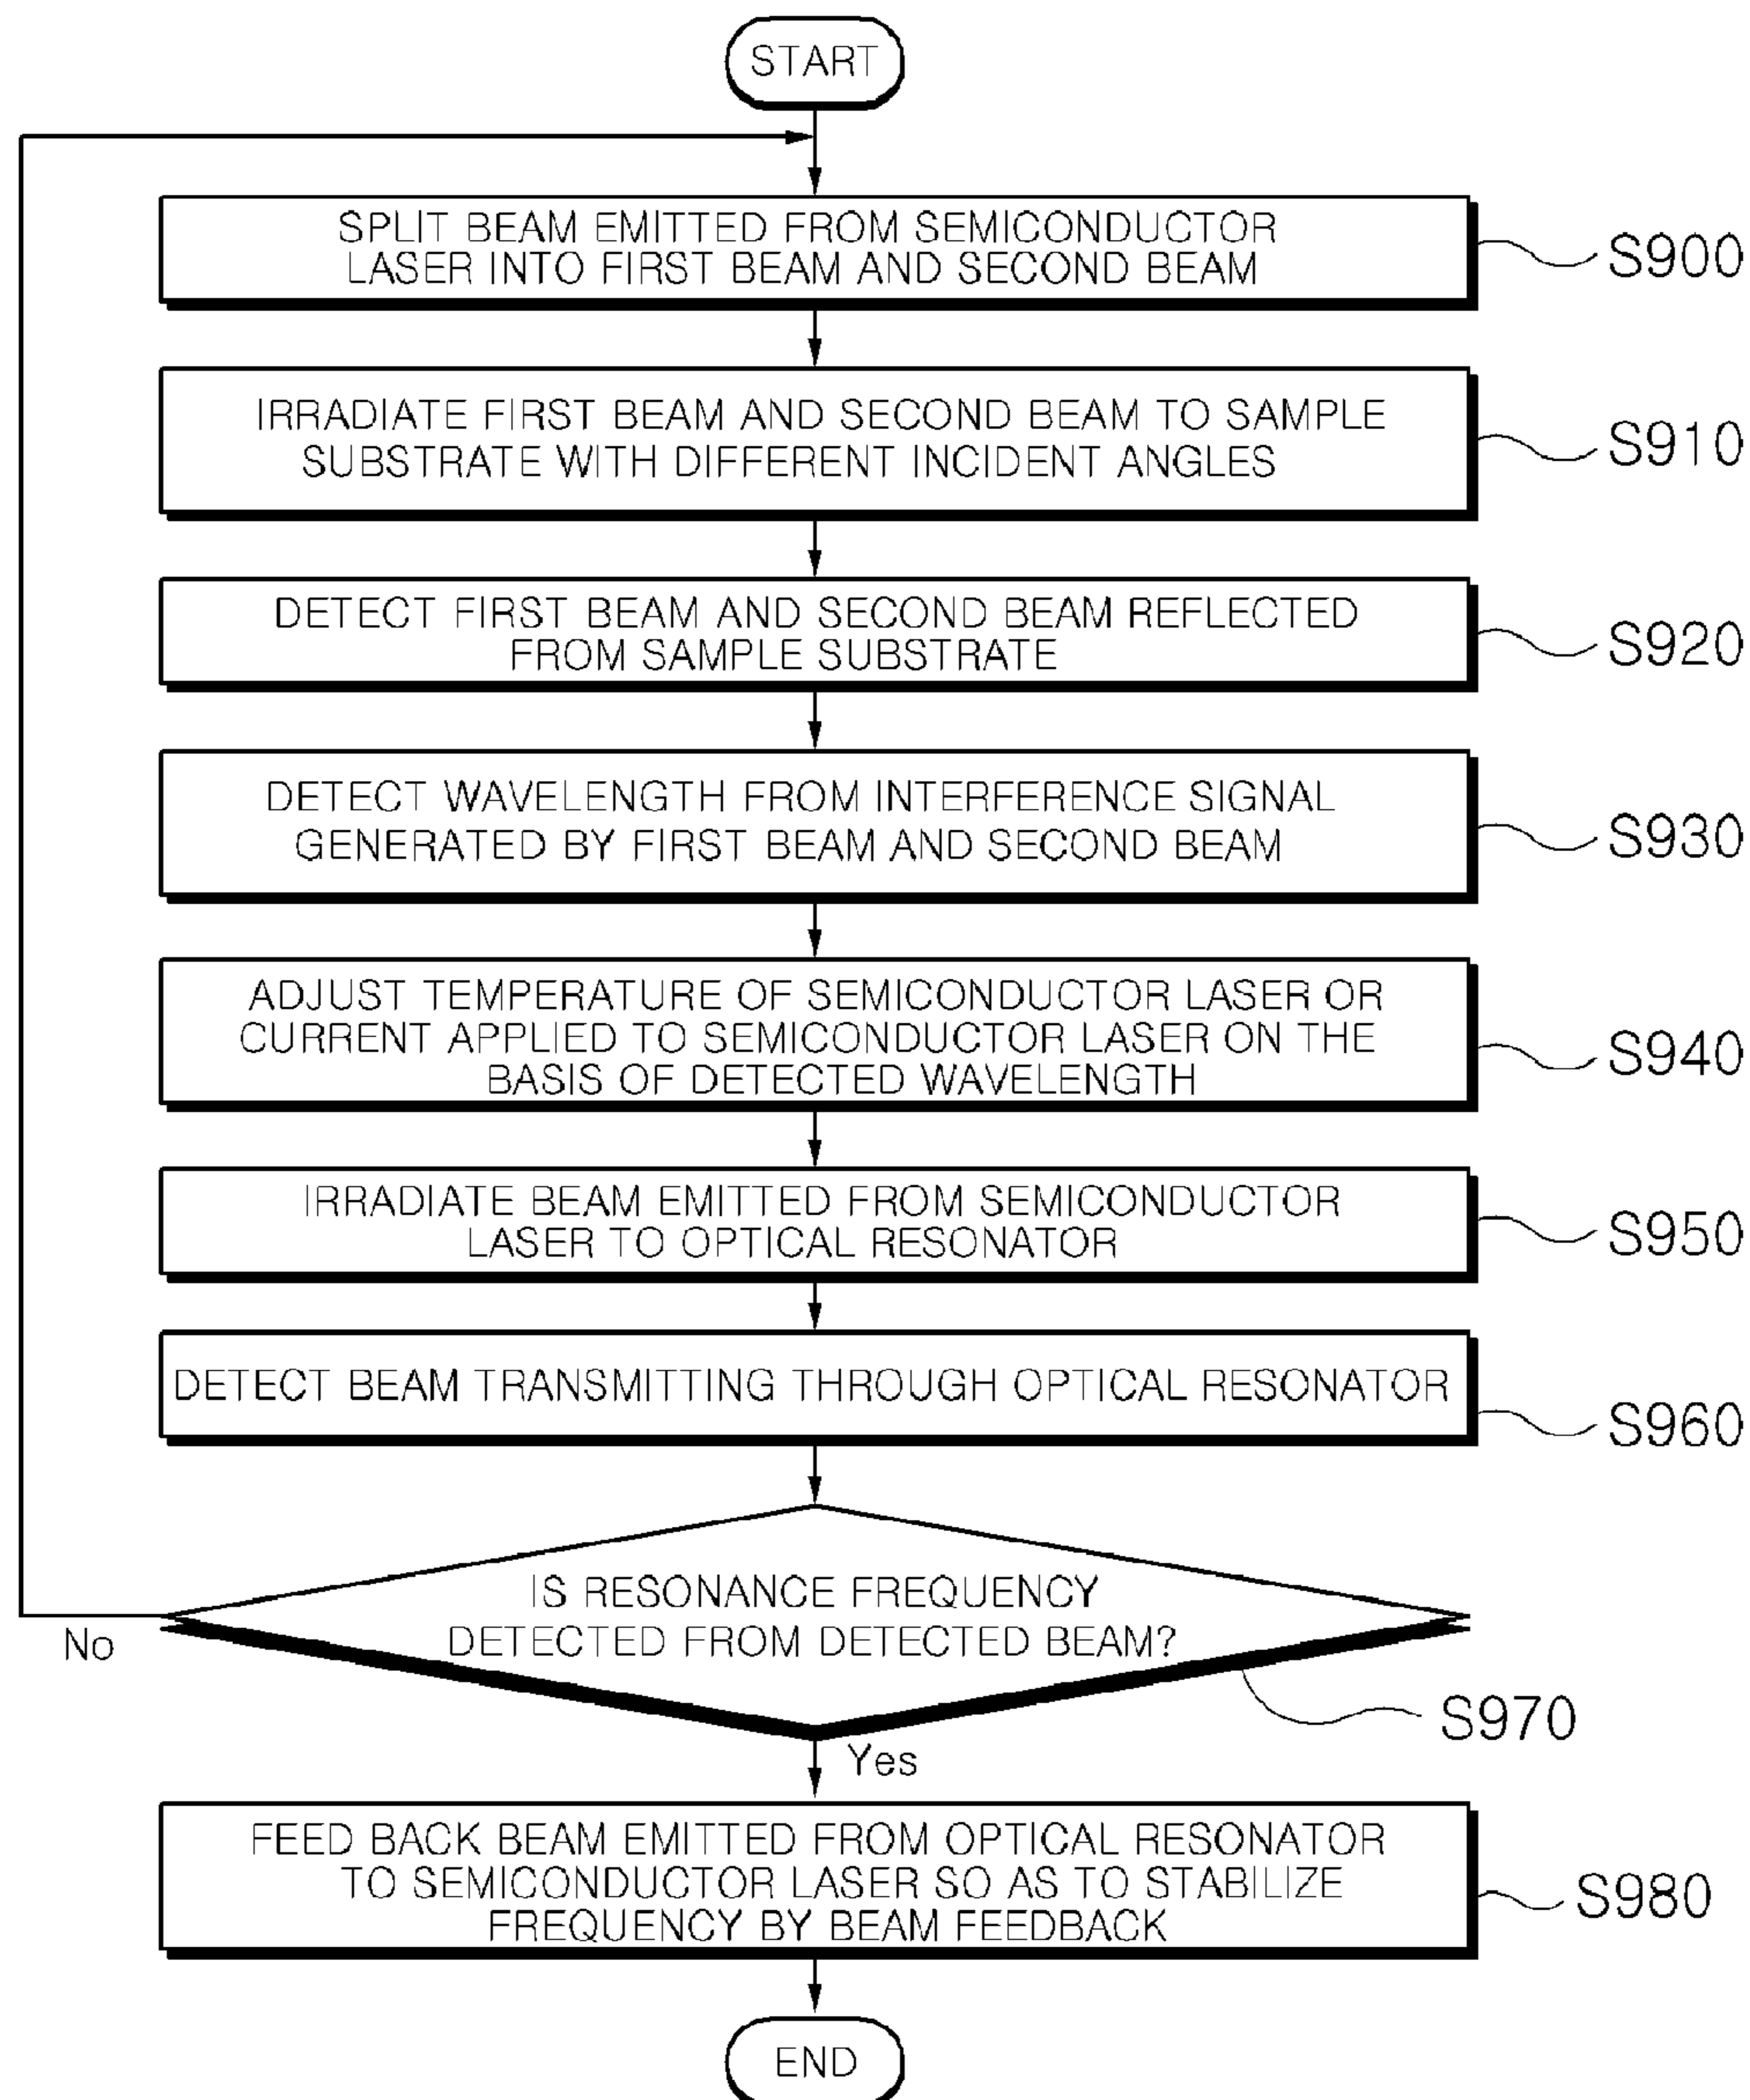 START
SPLIT BEAM EMITTED FROM SEMICONDUCTOR
LASER INTO FIRST BEAM AND SECOND BEAM
S900
IRRADIATE FIRST BEAM AND SECOND BEAM TO SAMPLE
SUBSTRATE WITH DIFFERENT INCIDENT ANGLES
S910
DETECT FIRST BEAM AND SECOND BEAM REFLECTED
FROM SAMPLE SUBSTRATE
S920
DETECT WAVELENGTH FROM INTERFERENCE SIGNAL
GENERATED BY FIRST BEAM AND SECOND BEAM
S930
ADJUST TEMPERATURE OF SEMICONDUCTOR LASER OR
CURRENT APPLIED TO SEMICONDUCTOR LASER ON THE
BASIS OF DETECTED WAVELENGTH
S940
IRRADIATE BEAM EMITTED FROM SEMICONDUCTOR
LASER TO OPTICAL RESONATOR
S950
DETECT BEAM TRANSMITTING THROUGH OPTICAL RESONATOR
S960
IS RESONANCE FREQUENCY
DETECTED FROM DETECTED BEAM?
No
S970
Yes
FEED BACK BEAM EMITTED FROM OPTICAL RESONATOR
TO SEMICONDUCTOR LASER SO AS TO STABILIZE
FREQUENCY BY BEAM FEEDBACK
S980
END